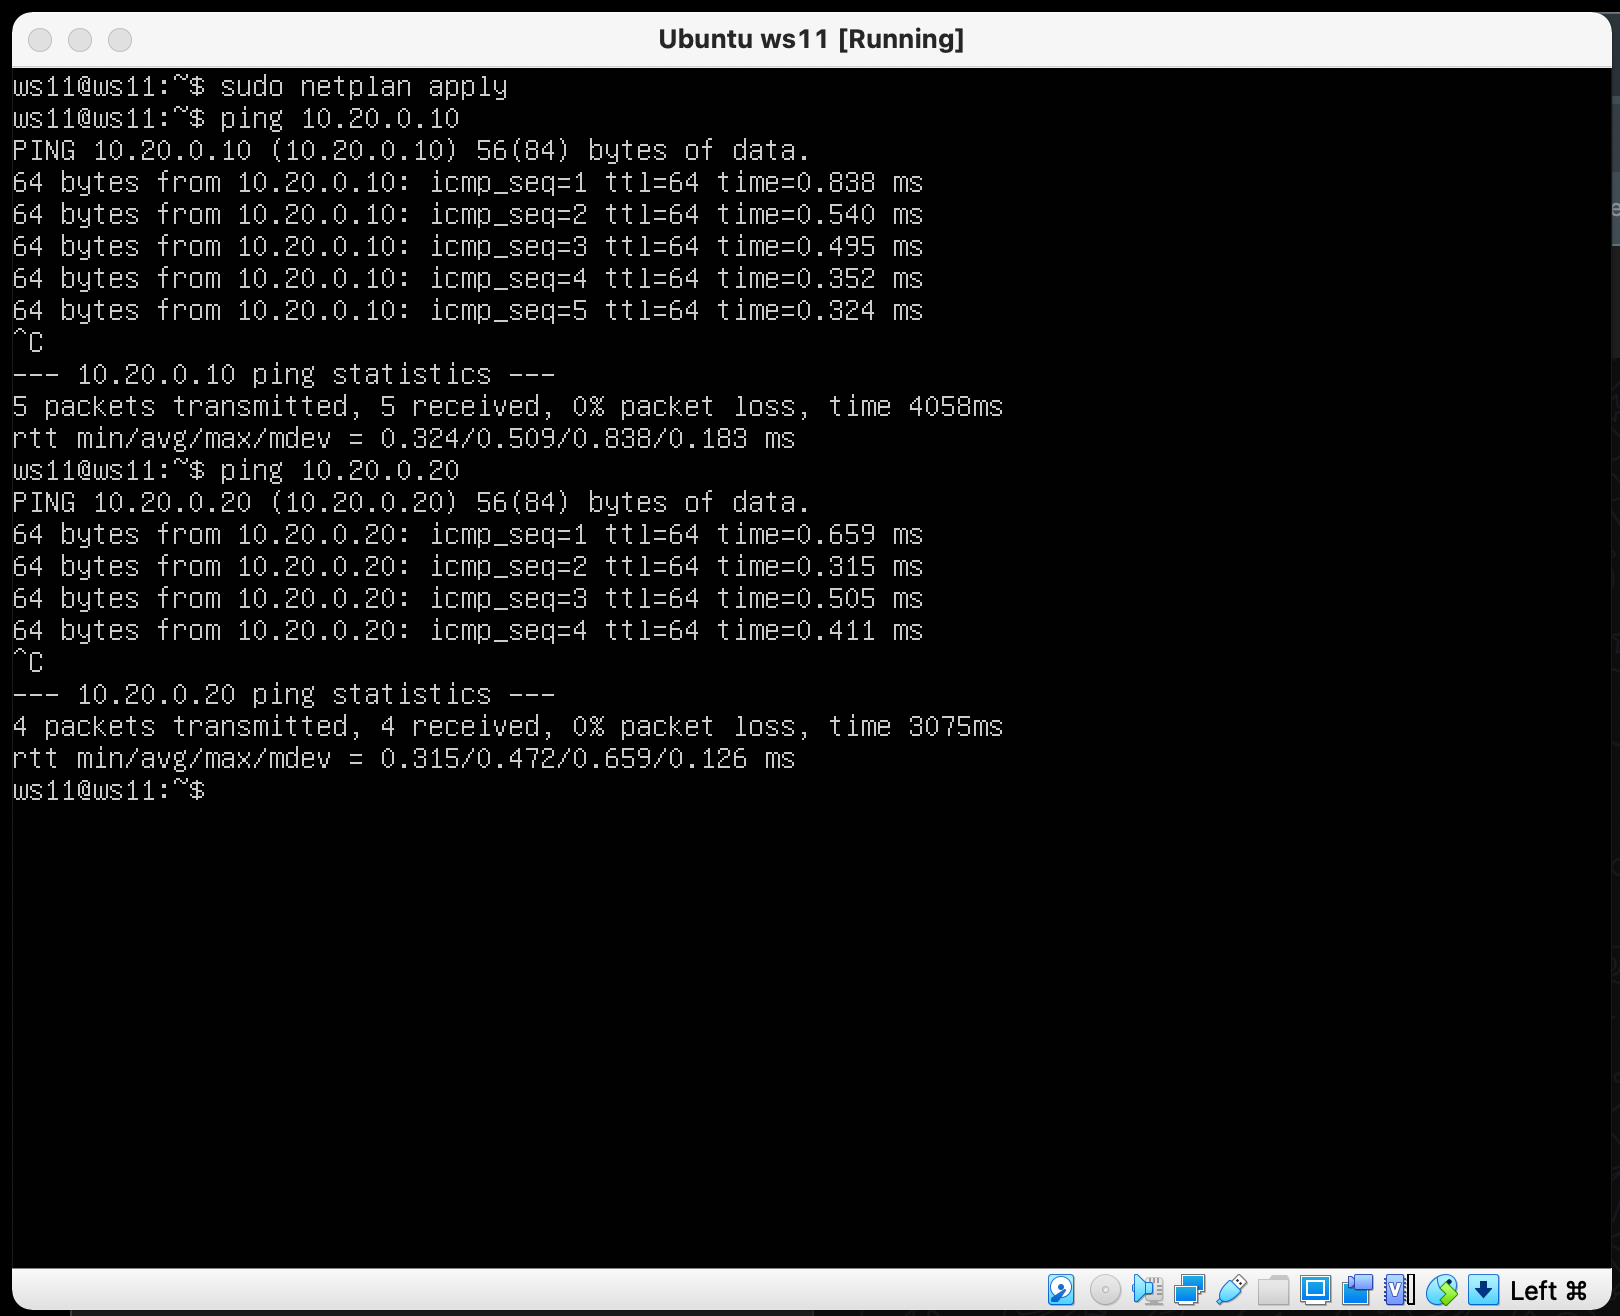 Ubuntu ws11 [Running]
ws11@ws11:~$ sudo netplan apply
ws11@ws11:~$ ping 10.20.0.10
PING 10.20.0.10 (10.20.0.10) 56(84) bytes of data.
64 bytes from 10.20.0.10: icmp_seq=1 ttl=64 time=0.838 ms
64 bytes from 10.20.0.10: icmp_seq=2 ttl=64 time=0.540 ms
64 bytes from 10.20.0.10: icmp_seq=3 ttl=64 time=0.495 ms
64 bytes from 10.20.0.10: icmp_seq=4 ttl=64 time=0.352 ms
64 bytes from 10.20.0.10: icmp_seq=5 ttl=64 time=0.324 ms
^C
--- 10.20.0.10 ping statistics ---
5 packets transmitted, 5 received, 0% packet loss, time 4058ms
rtt min/avg/max/mdev = 0.324/0.509/0.838/0.183 ms
ws11@ws11:~$ ping 10.20.0.20
PING 10.20.0.20 (10.20.0.20) 56(84) bytes of data.
64 bytes from 10.20.0.20: icmp_seq=1 ttl=64 time=0.659 ms
64 bytes from 10.20.0.20: icmp_seq=2 ttl=64 time=0.315 ms
64 bytes from 10.20.0.20: icmp_seq=3 ttl=64 time=0.505 ms
64 bytes from 10.20.0.20: icmp_seq=4 ttl=64 time=0.411 ms
^C
--- 10.20.0.20 ping statistics ---
4 packets transmitted, 4 received, 0% packet loss, time 3075ms
rtt min/avg/max/mdev = 0.315/0.472/0.659/0.126 ms
ws11@ws11:~$
Left ⌘